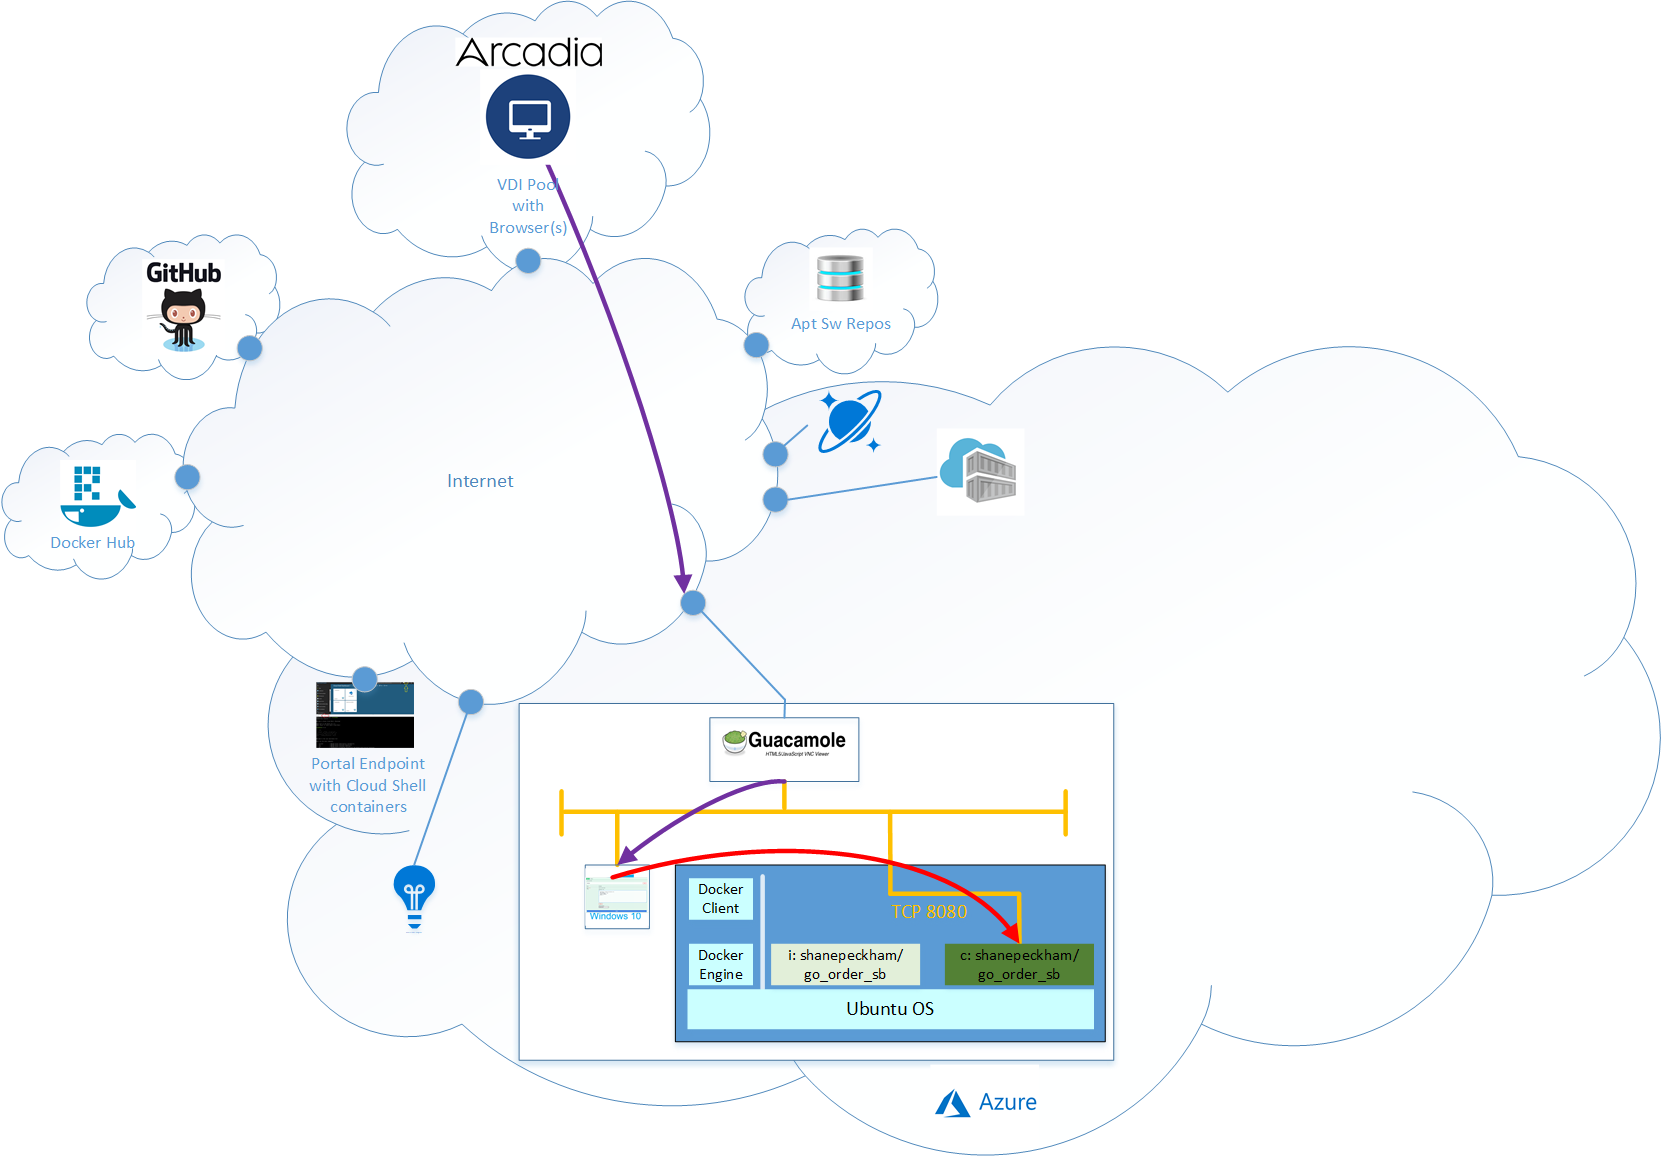 Arcadia
VDI Pool
with
Browser(s)
GitHub
Apt Sw Repos
Internet
Docker Hub
Guacamole
HTML5/JavaScript VNC Viewer
Portal Endpoint
with Cloud Shell
containers
Windows 10
Docker
Client
TCP 8080
Docker
Engine
i: shanepeckham/
go_order_sb
c: shanepeckham/
go_order_sb
Ubuntu OS
Azure